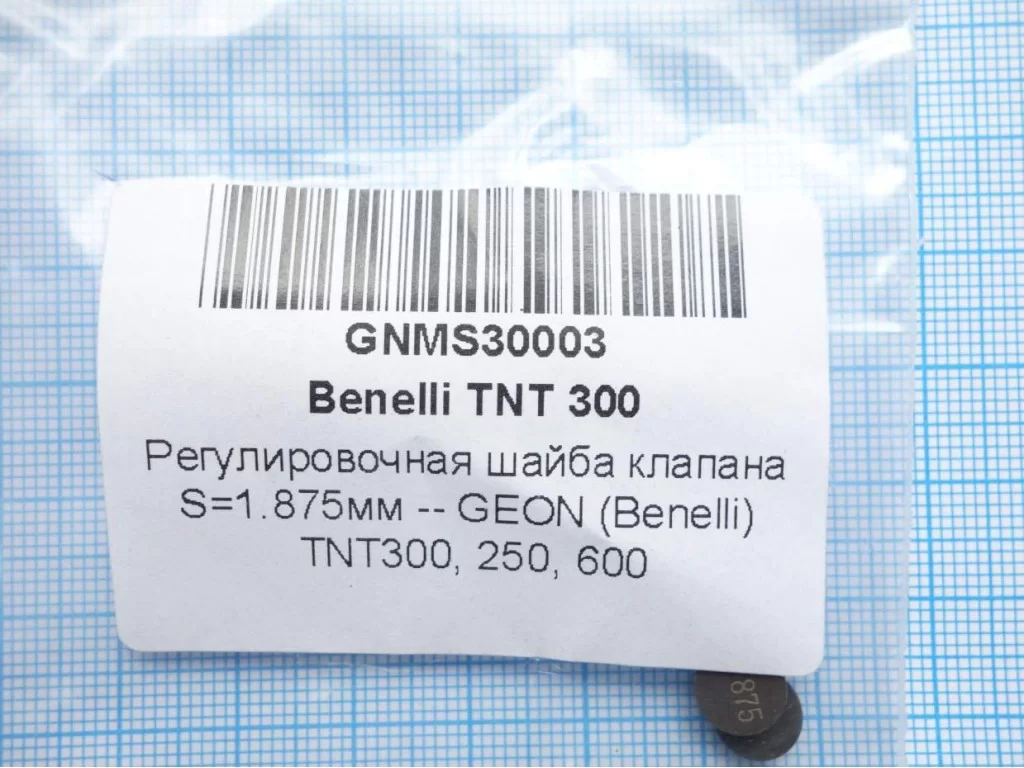 GNMS30003
Benelli TNT 300
Регулировочная шайба клапана
S=1.875мм -- GEON (Benelli)
TNT300, 250, 600
875